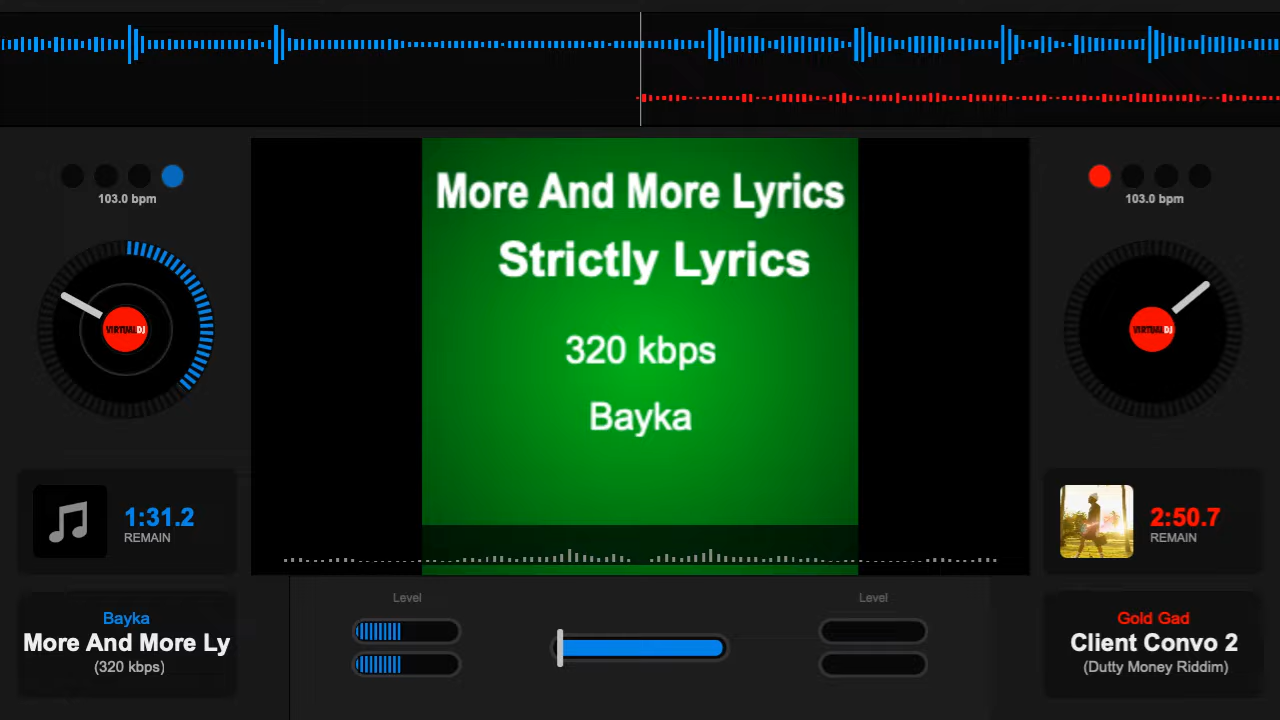 103.0 bpm
VIRTUALDJ
1:31.2
REMAIN
Bayka
More And More Ly
(320 kbps)
More And More Lyrics
Strictly Lyrics
320 kbps
Bayka
Level
Level
103.0 bpm
VIRTUALDJ
2:50.7
REMAIN
Gold Gad
Client Convo 2
(Dutty Money Riddim)